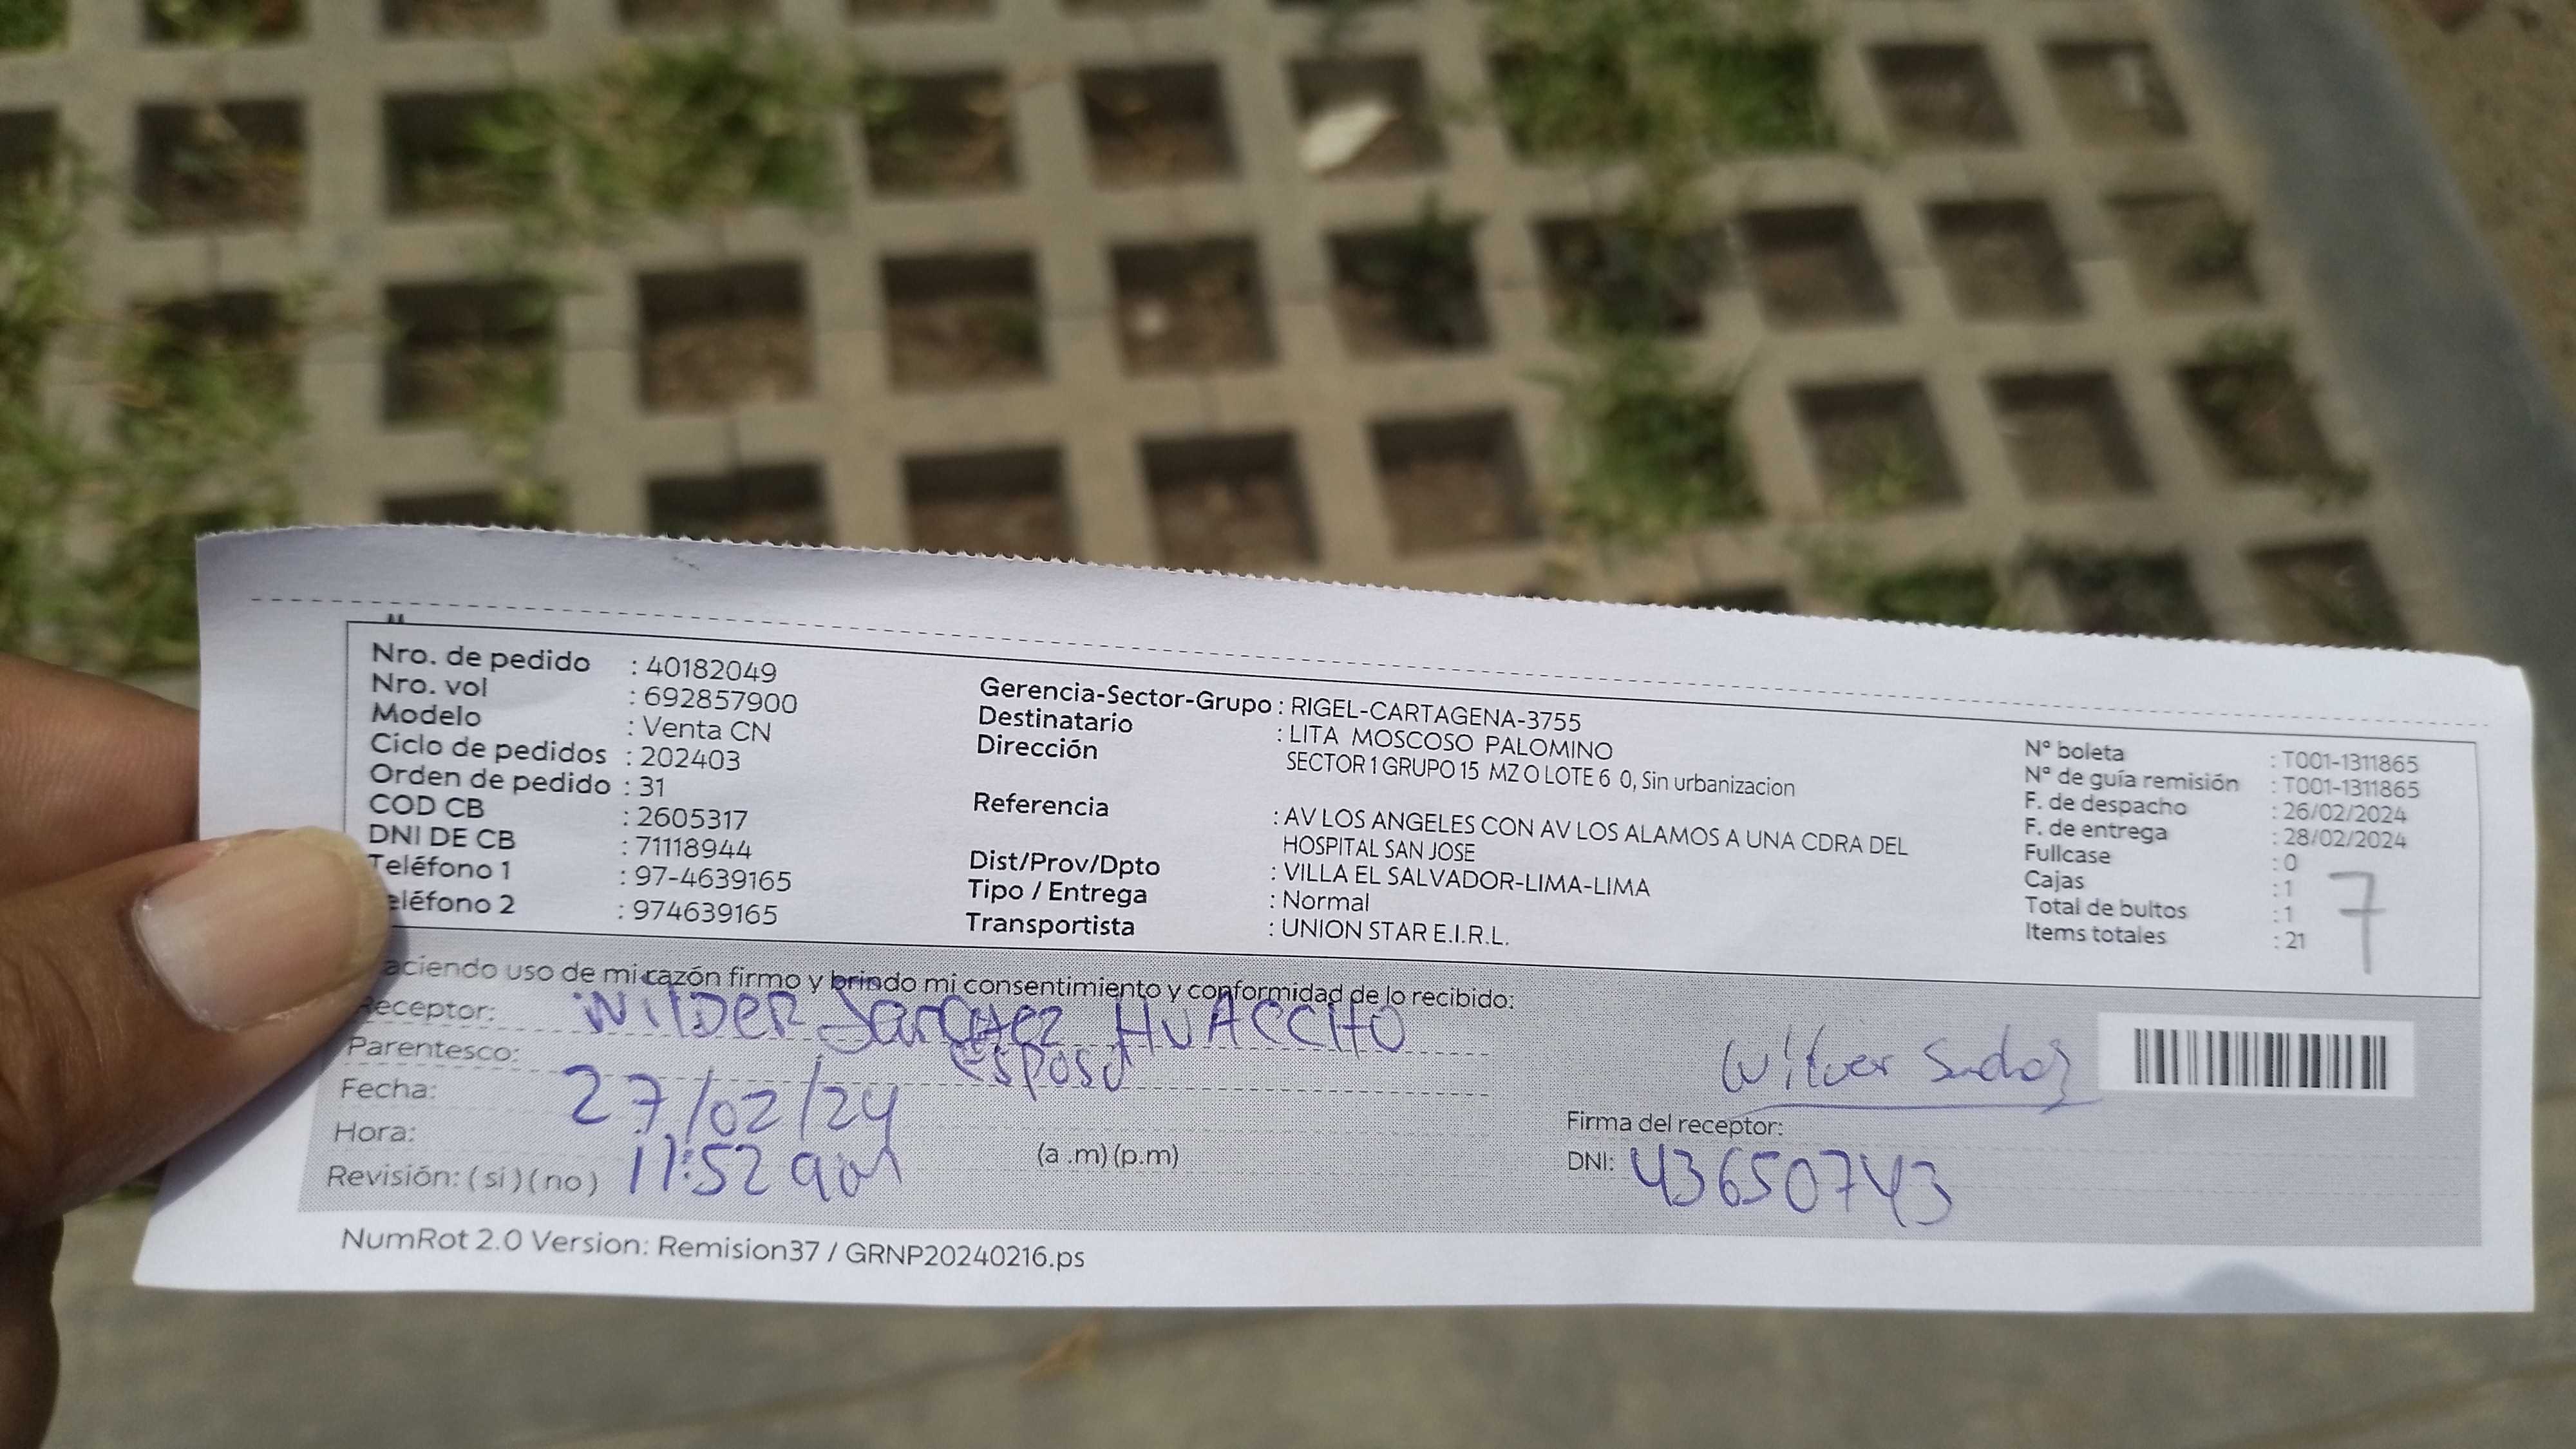 Nro. de pedido : 40182049
Nro. vol : 692857900
Modelo : Venta CN
Ciclo de pedidos : 202403
Orden de pedido : 31
COD CB : 2605317
DNI DE CB : 71118944
Teléfono 1 : 97-4639165
eléfono 2 : 974639165
Gerencia-Sector-Grupo : RIGEL-CARTAGENA-3755
Destinatario : LITA MOSCOSO PALOMINO
Dirección SECTOR 1 GRUPO 15 MZ O LOTE 6 0, Sin urbanizacion
Referencia : AV LOS ANGELES CON AV LOS ALAMOS A UNA CDRA DEL
HOSPITAL SAN JOSE
Dist/Prov/Dpto : VILLA EL SALVADOR-LIMA-LIMA
Tipo / Entrega : Normal
Transportista : UNION STAR E.I.R.L.
N° boleta : T001-1311865
N° de guía remisión : T001-1311865
F. de despacho : 26/02/2024
F. de entrega : 28/02/2024
Fullcase : 0
Cajas : 1
Total de bultos : 1
Items totales : 21
7
aciendo uso de mi razón firmo y brindo mi consentimiento y conformidad de lo recibido:
Receptor: WILDER Sanchez HUACCHO
Parentesco: esposo
Fecha: 27/02/24
Hora: 11:52 am (a .m) (p.m)
Revisión: ( si ) ( no )
Firma del receptor:
DNI: 43650743
NumRot 2.0 Version: Remision37 / GRNP20240216.ps